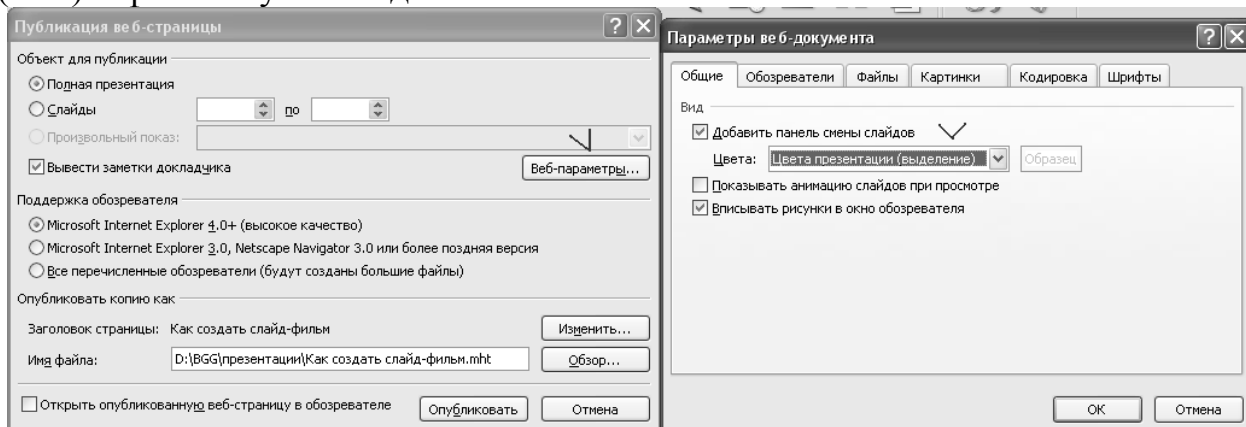 Публикация веб-страницы
Объект для публикации
Полная презентация
Слайды по
Произвольный показ:
Вывести заметки докладчика
Веб-параметры...
Поддержка обозревателя
Microsoft Internet Explorer 4.0+ (высокое качество)
Microsoft Internet Explorer 3.0, Netscape Navigator 3.0 или более поздняя версия
Все перечисленные обозреватели (будут созданы большие файлы)
Опубликовать копию как
Заголовок страницы: Как создать слайд-фильм
Изменить...
Имя файла: D:\BGG\презентации\Как создать слайд-фильм.mht
Обзор...
Открыть опубликованную веб-страницу в обозревателе
Опубликовать
Отмена
Параметры веб-документа
Общие Обозреватели Файлы Картинки Кодировка Шрифты
Вид
Добавить панель смены слайдов
Цвета: Цвета презентации (выделение) Образец
Показывать анимацию слайдов при просмотре
Вписывать рисунки в окно обозревателя
ОК
Отмена